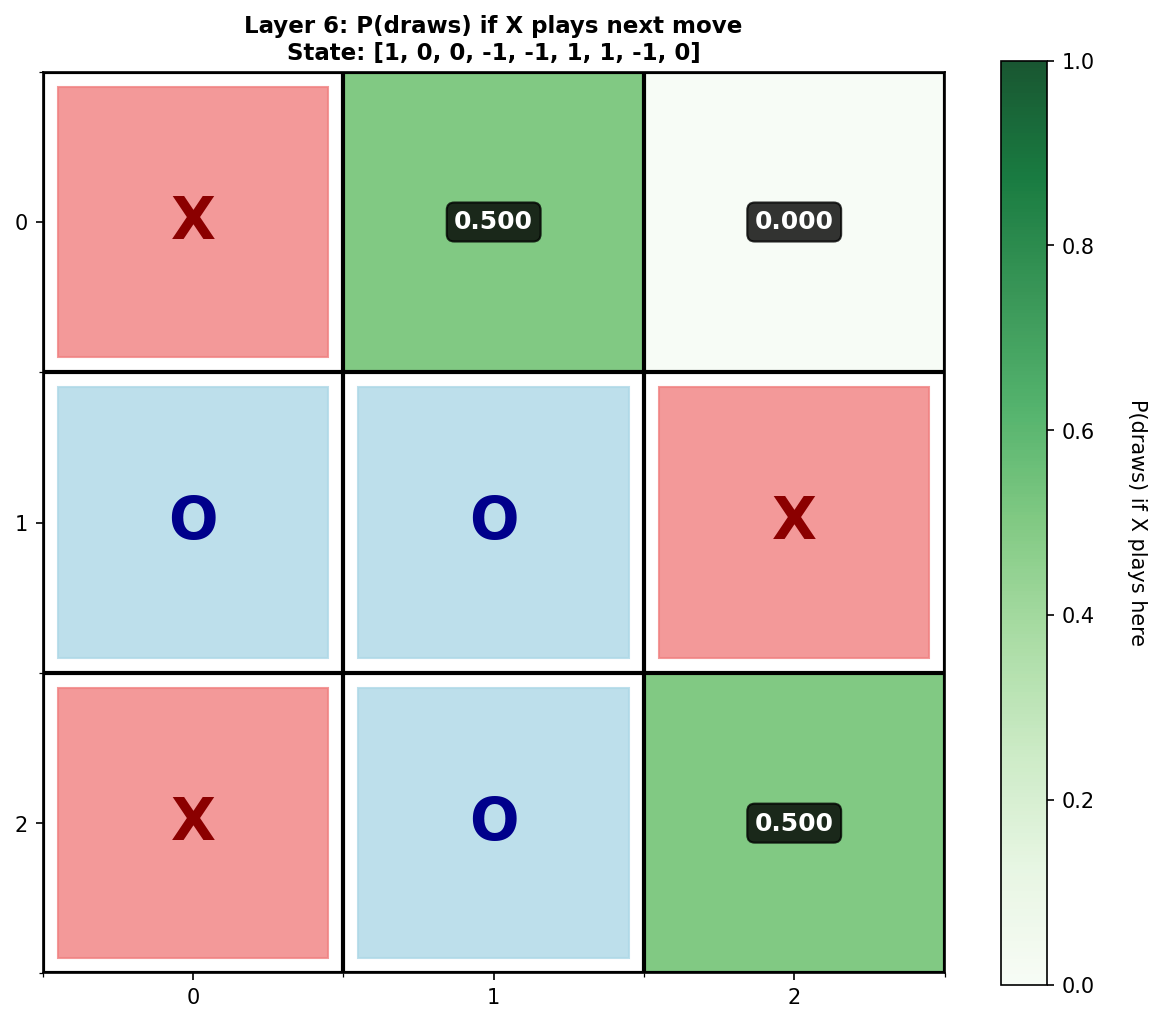 Layer 6: P(draws) if X plays next move
State: [1, 0, 0, -1, -1, 1, 1, -1, 0]
0
X
0.500
0.000
1
O
O
X
2
X
O
0.500
0
1
2
1.0
0.8
0.6
0.4
0.2
0.0
P(draws) if X plays here